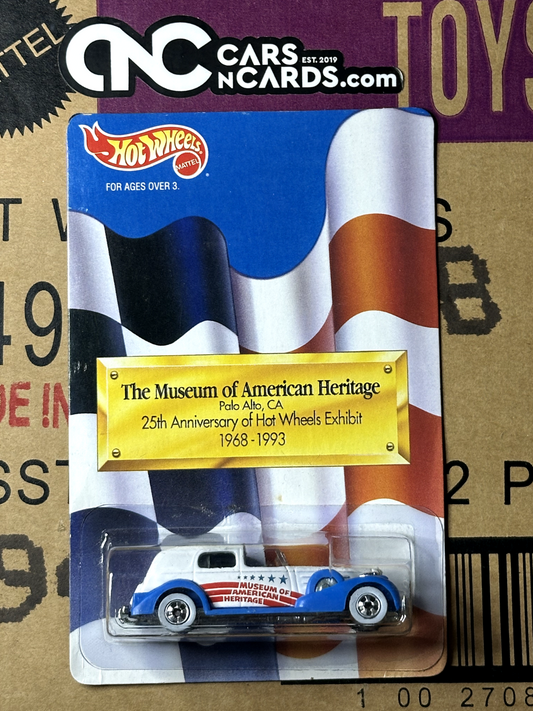 MATTEL
CNC CARS EST. 2019
NCARDS.com
TOYS
Hot Wheels
MATTEL
®
FOR AGES OVER 3.
The Museum of American Heritage
Palo Alto, CA
25th Anniversary of Hot Wheels Exhibit
1968 - 1993
MUSEUM OF
AMERICAN
HERITAGE
1 00 2708